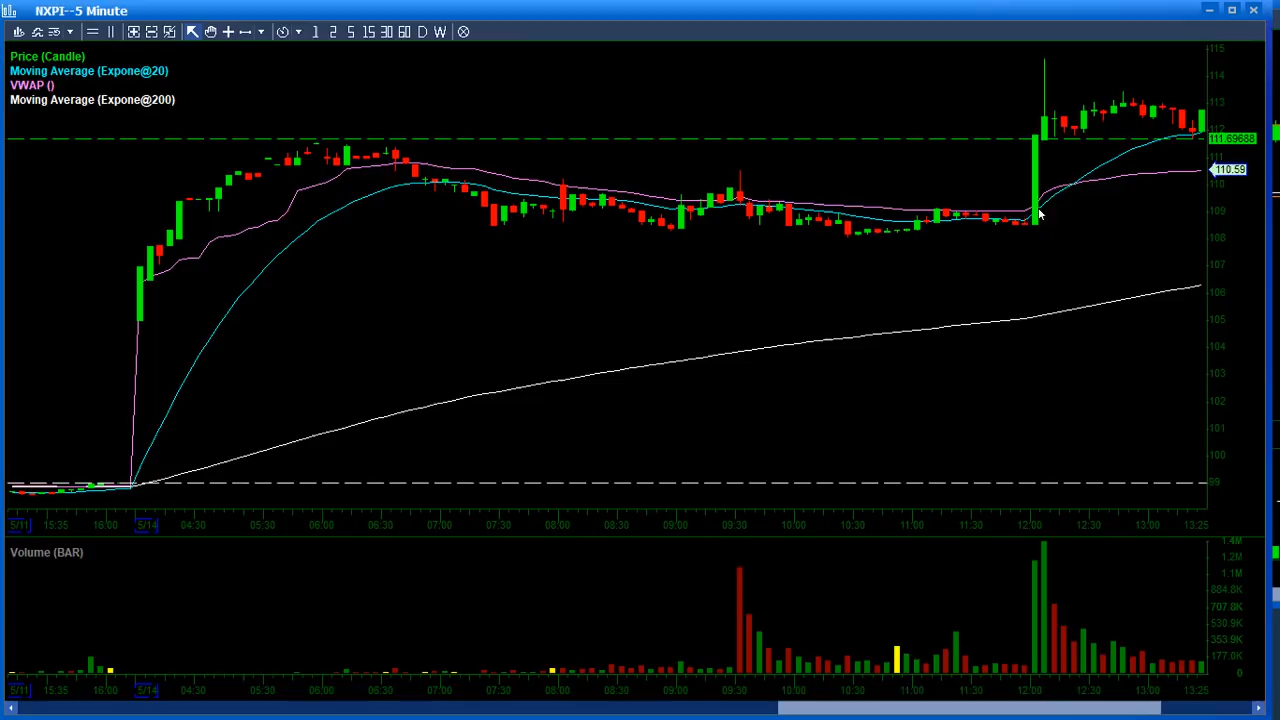 NXPI--5 Minute
1 2 5 15 30 60 D W
Price (Candle)
Moving Average (Expone@20)
VWAP ()
Moving Average (Expone@200)
115
114
113
112
111.69688
111
110.59
110
109
108
107
106
105
104
103
102
101
100
99
5/11 15:35 16:00 5/14 04:30 05:30 06:00 06:30 07:00 07:30 08:00 08:30 09:00 09:30 10:00 10:30 11:00 11:30 12:00 12:30 13:00 13:25
Volume (BAR)
1.4M
1.2M
1.1M
884.8K
707.8K
530.9K
353.9K
177.0K
0
5/11 15:35 16:00 5/14 04:30 05:30 06:00 06:30 07:00 07:30 08:00 08:30 09:00 09:30 10:00 10:30 11:00 11:30 12:00 12:30 13:00 13:25